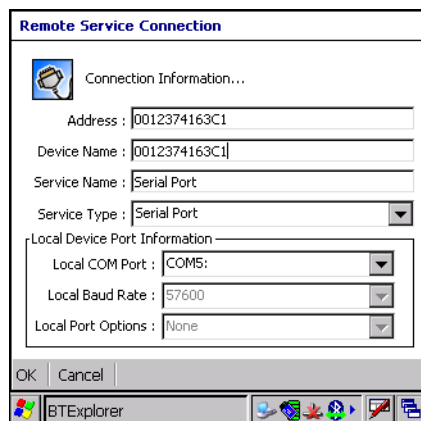 Remote Service Connection
Connection Information...
Address : 0012374163C1
Device Name : 0012374163C1
Service Name : Serial Port
Service Type : Serial Port
Local Device Port Information
Local COM Port : COM5:
Local Baud Rate : 57600
Local Port Options : None
OK Cancel
BTExplorer